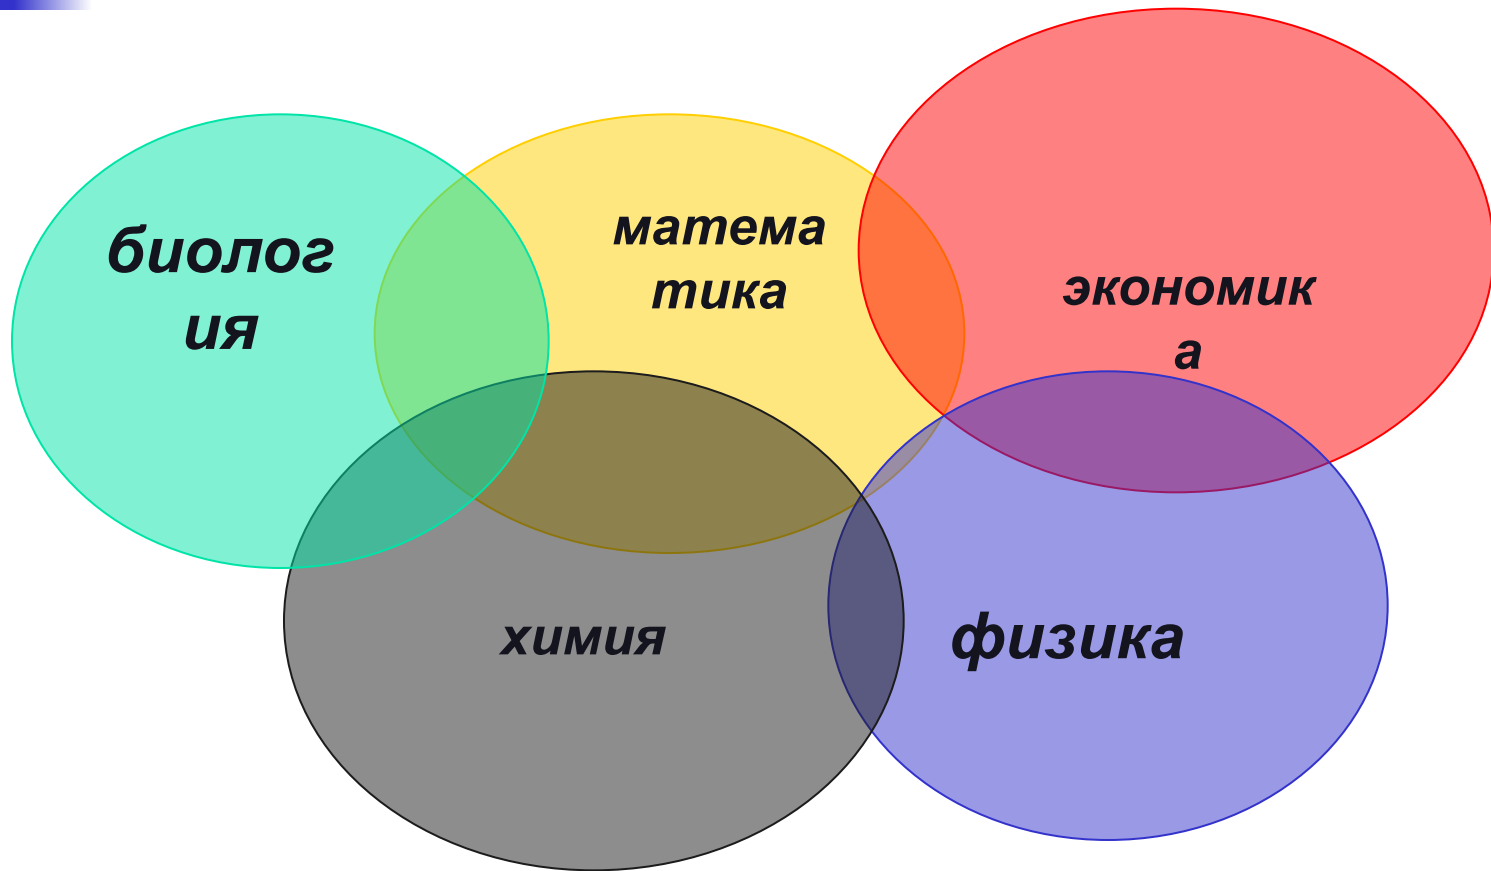 биолог
ия
матема
тика
экономик
а
химия
физика